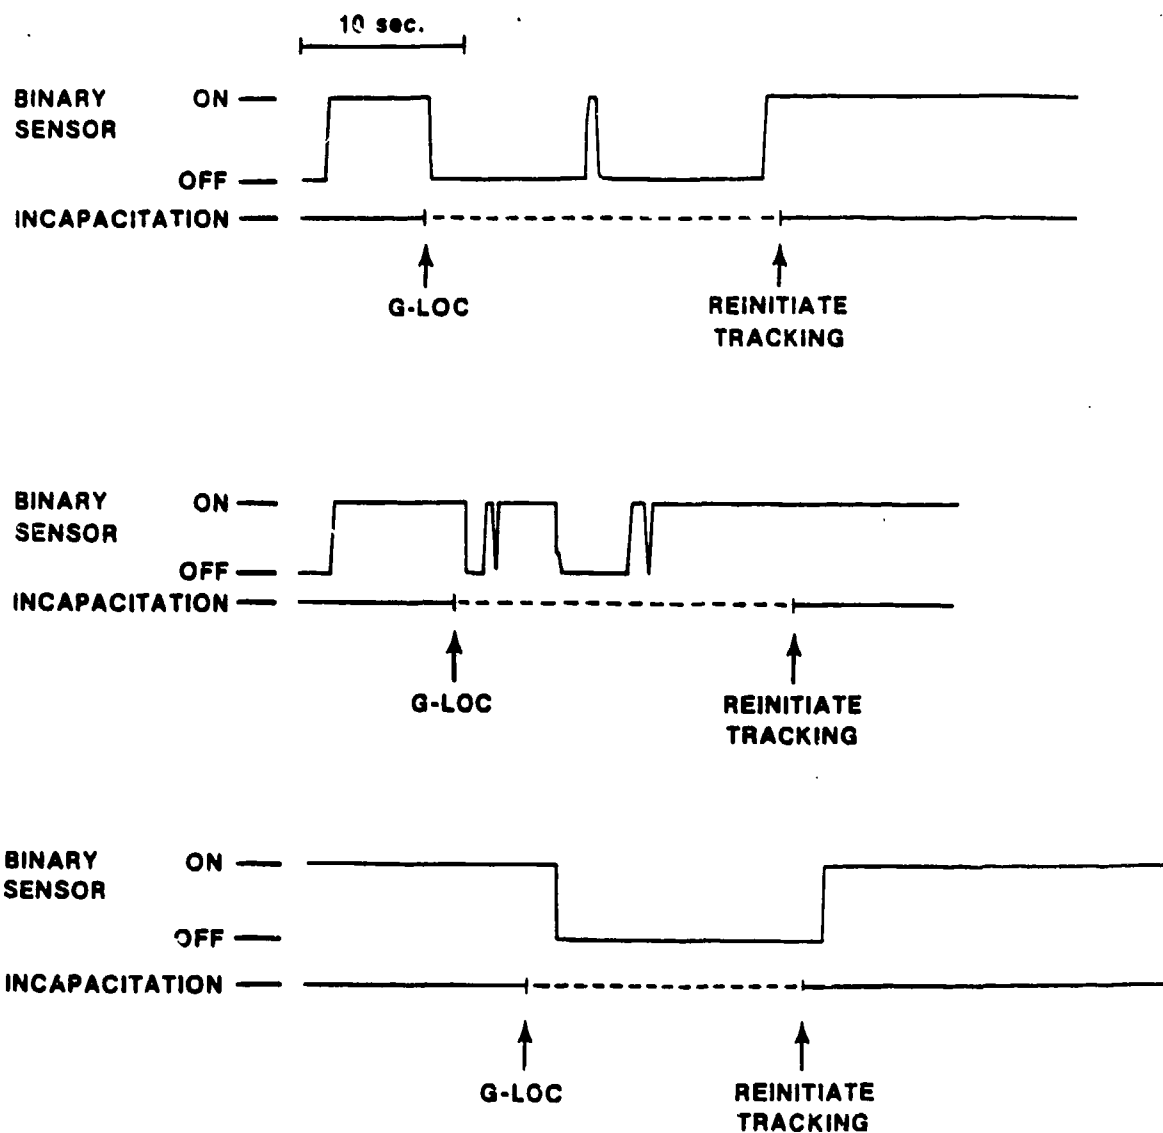 10 sec.
BINARY ON
SENSOR
OFF
INCAPACITATION
G-LOC
REINITIATE
TRACKING
BINARY ON
SENSOR
OFF
INCAPACITATION
G-LOC
REINITIATE
TRACKING
BINARY ON
SENSOR
OFF
INCAPACITATION
G-LOC
REINITIATE
TRACKING